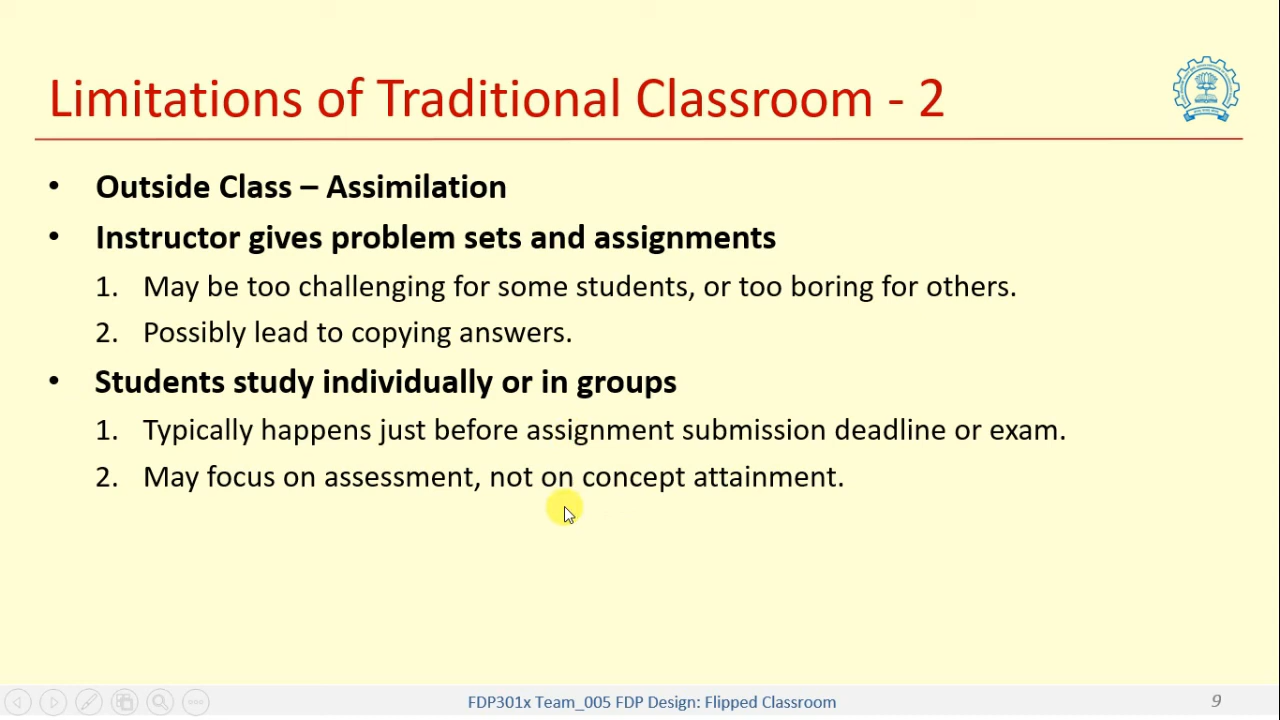 Limitations of Traditional Classroom - 2
• Outside Class – Assimilation
• Instructor gives problem sets and assignments
1. May be too challenging for some students, or too boring for others.
2. Possibly lead to copying answers.
• Students study individually or in groups
1. Typically happens just before assignment submission deadline or exam.
2. May focus on assessment, not on concept attainment.
FDP301x Team_005 FDP Design: Flipped Classroom
9